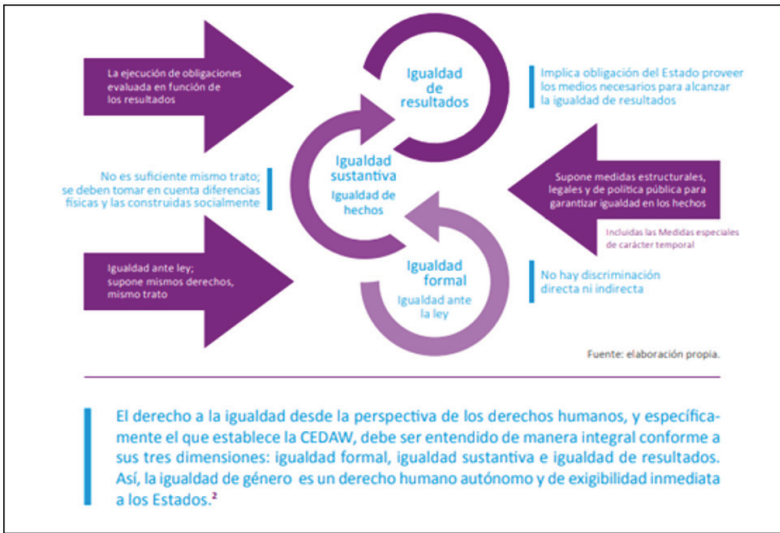 La ejecución de obligaciones
evaluada en función de
los resultados
Igualdad
de
resultados
Implica obligación del Estado proveer
los medios necesarios para alcanzar
la igualdad de resultados
No es suficiente mismo trato;
se deben tomar en cuenta diferencias
físicas y las construidas socialmente
Igualdad
sustantiva
Igualdad de
hechos
Supone medidas estructurales,
legales y de política pública para
garantizar igualdad en los hechos
Incluidas las Medidas especiales
de carácter temporal
Igualdad ante ley;
supone mismos derechos,
mismo trato
Igualdad
formal
Igualdad ante
la ley
No hay discriminación
directa ni indirecta
Fuente: elaboración propia.
El derecho a la igualdad desde la perspectiva de los derechos humanos, y específica-
mente el que establece la CEDAW, debe ser entendido de manera integral conforme a
sus tres dimensiones: igualdad formal, igualdad sustantiva e igualdad de resultados.
Así, la igualdad de género es un derecho humano autónomo y de exigibilidad inmediata
a los Estados.²